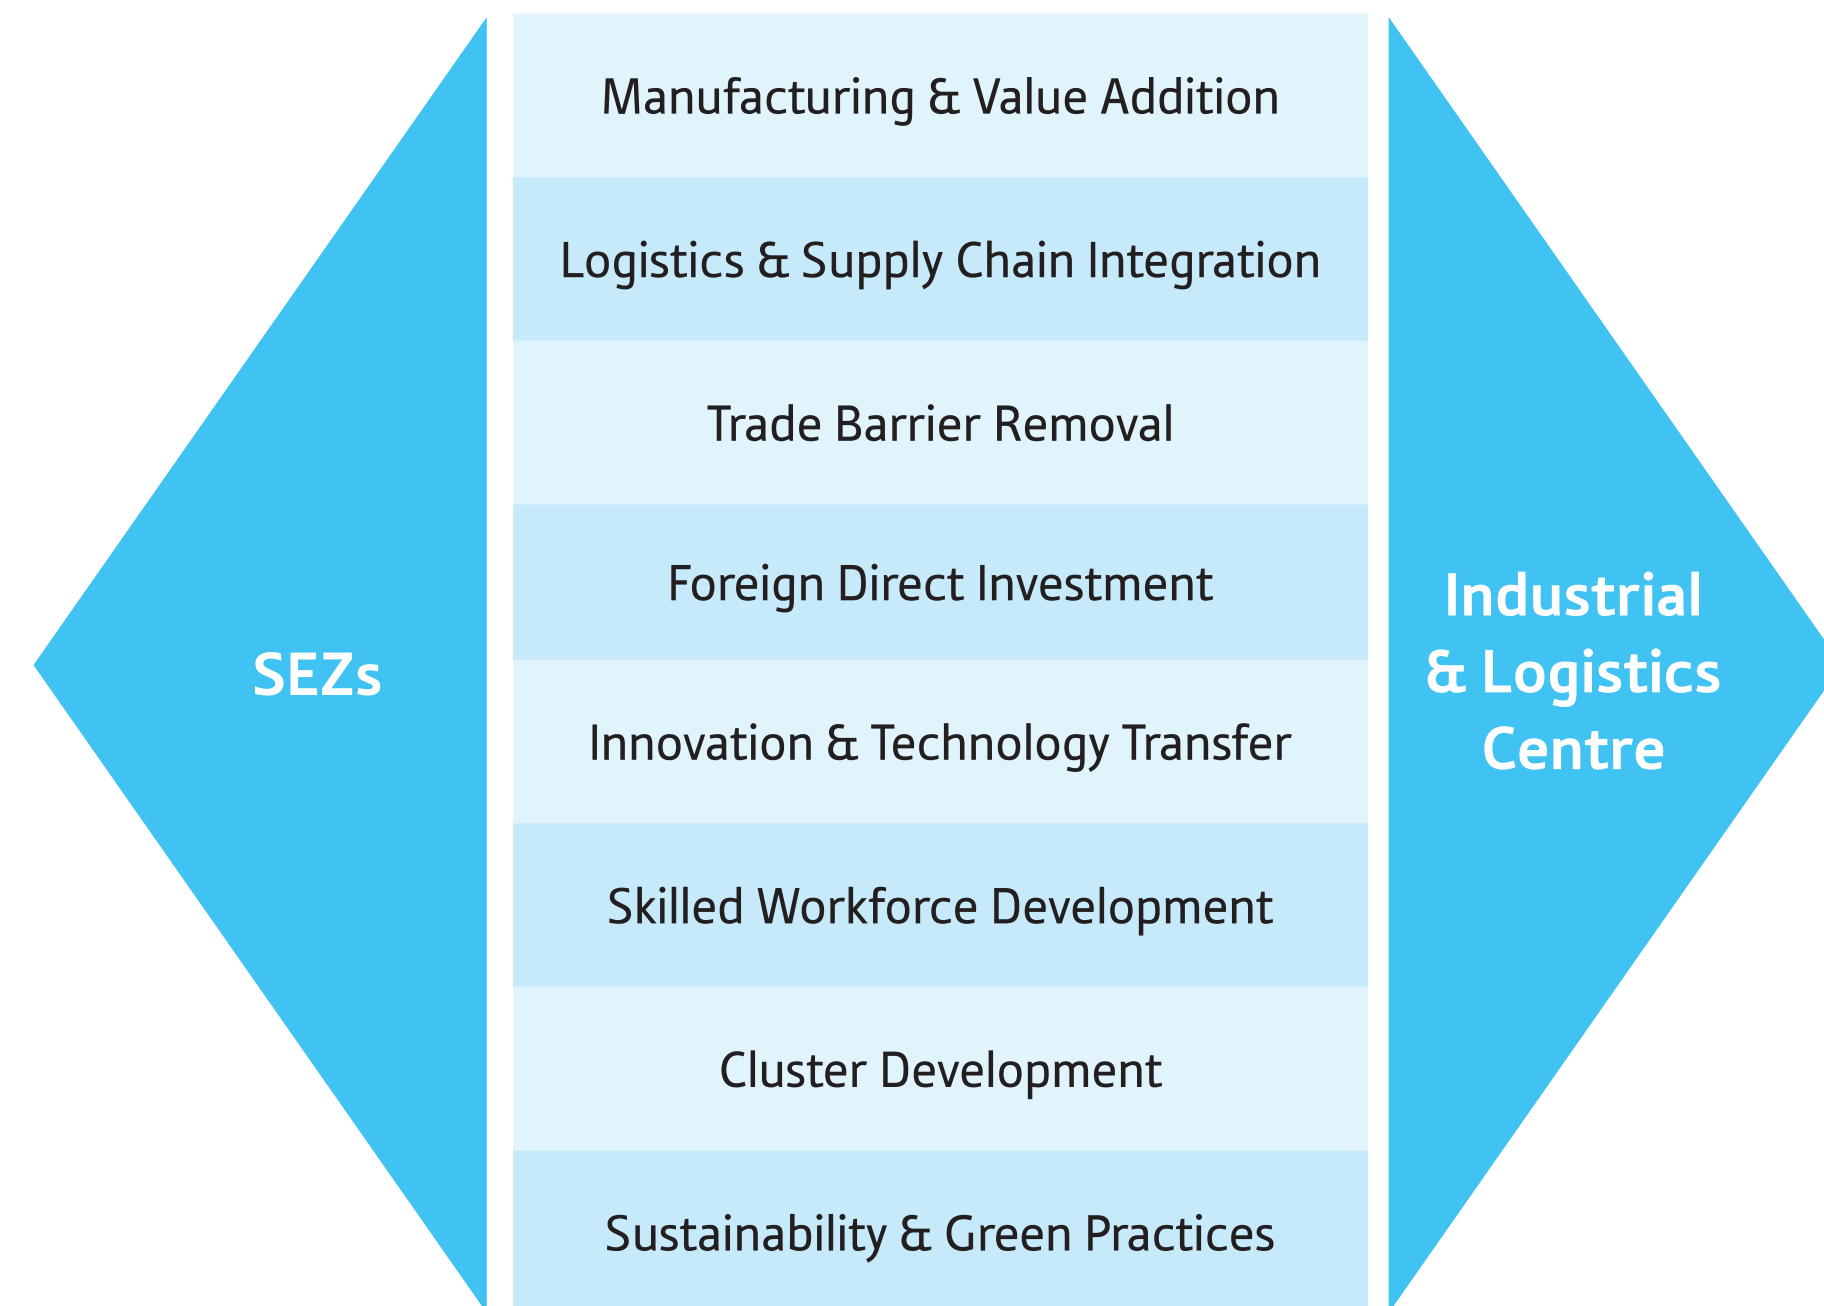 SEZs
Manufacturing & Value Addition
Logistics & Supply Chain Integration
Trade Barrier Removal
Foreign Direct Investment
Innovation & Technology Transfer
Skilled Workforce Development
Cluster Development
Sustainability & Green Practices
Industrial
& Logistics
Centre